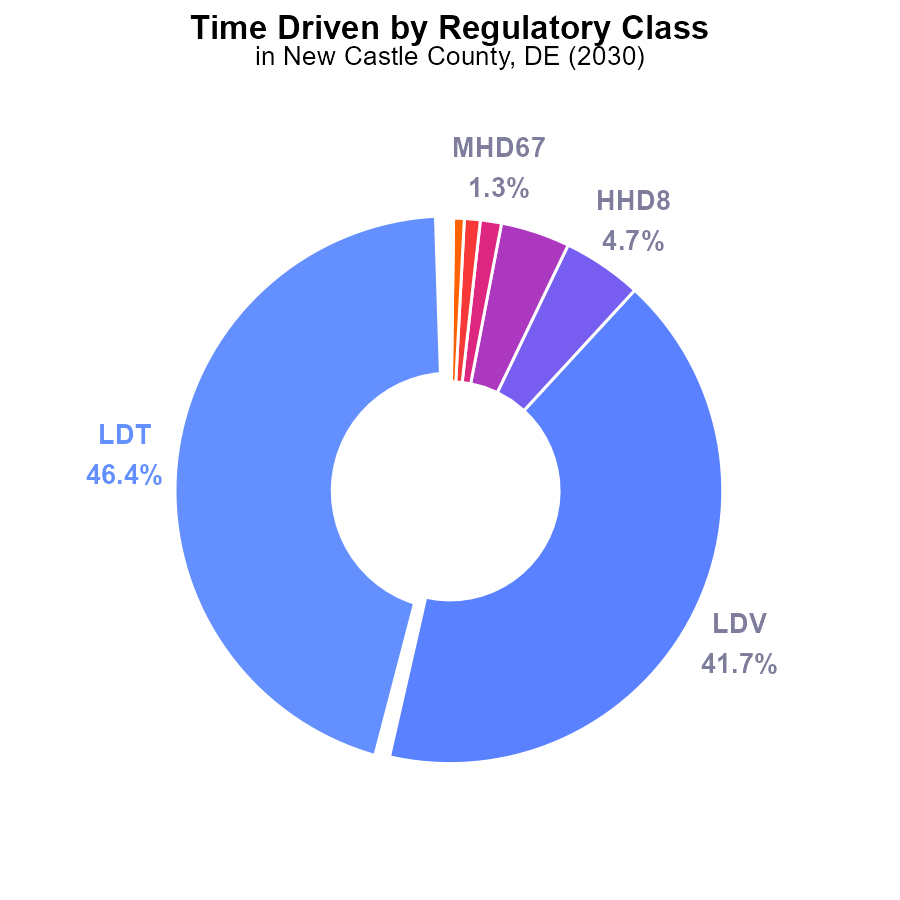 Time Driven by Regulatory Class
in New Castle County, DE (2030)
MHD67
1.3%
HHD8
4.7%
LDT
46.4%
LDV
41.7%